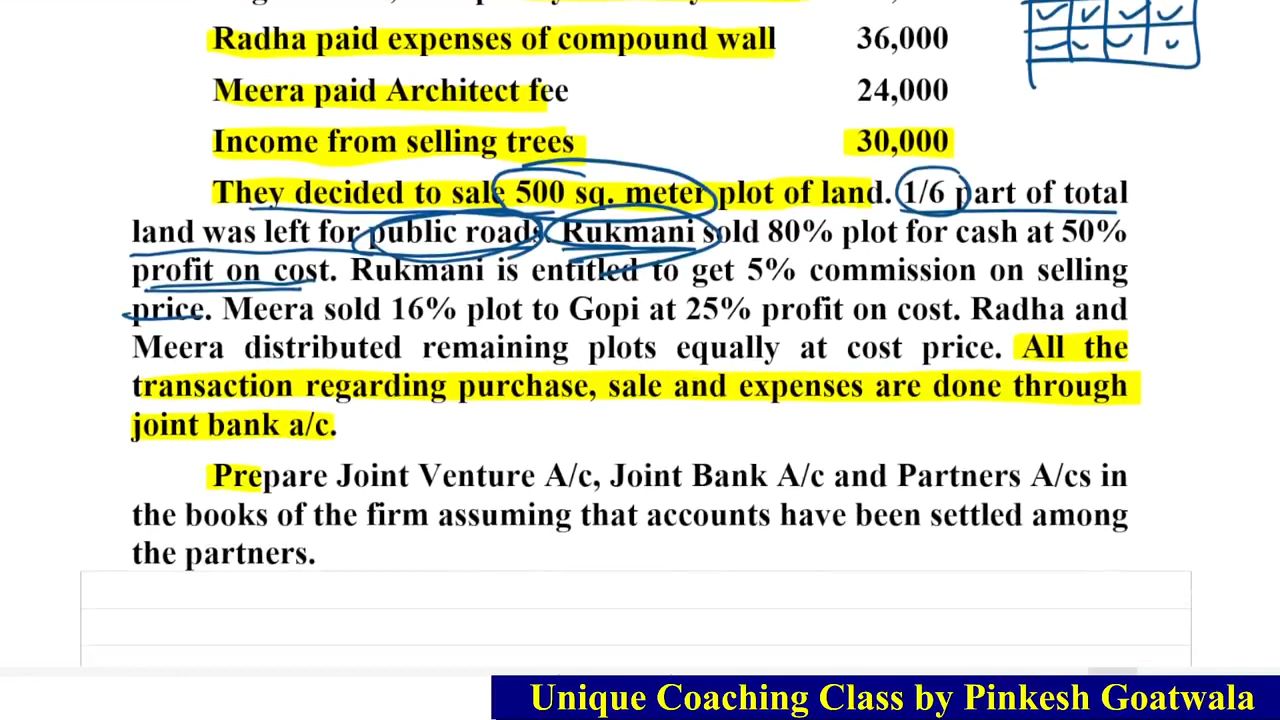 Radha paid expenses of compound wall 36,000
Meera paid Architect fee 24,000
Income from selling trees 30,000
They decided to sale 500 sq. meter plot of land. 1/6 part of total
land was left for public roads. Rukmani sold 80% plot for cash at 50%
profit on cost. Rukmani is entitled to get 5% commission on selling
price. Meera sold 16% plot to Gopi at 25% profit on cost. Radha and
Meera distributed remaining plots equally at cost price. All the
transaction regarding purchase, sale and expenses are done through
joint bank a/c.
Prepare Joint Venture A/c, Joint Bank A/c and Partners A/cs in
the books of the firm assuming that accounts have been settled among
the partners.
Unique Coaching Class by Pinkesh Goatwala